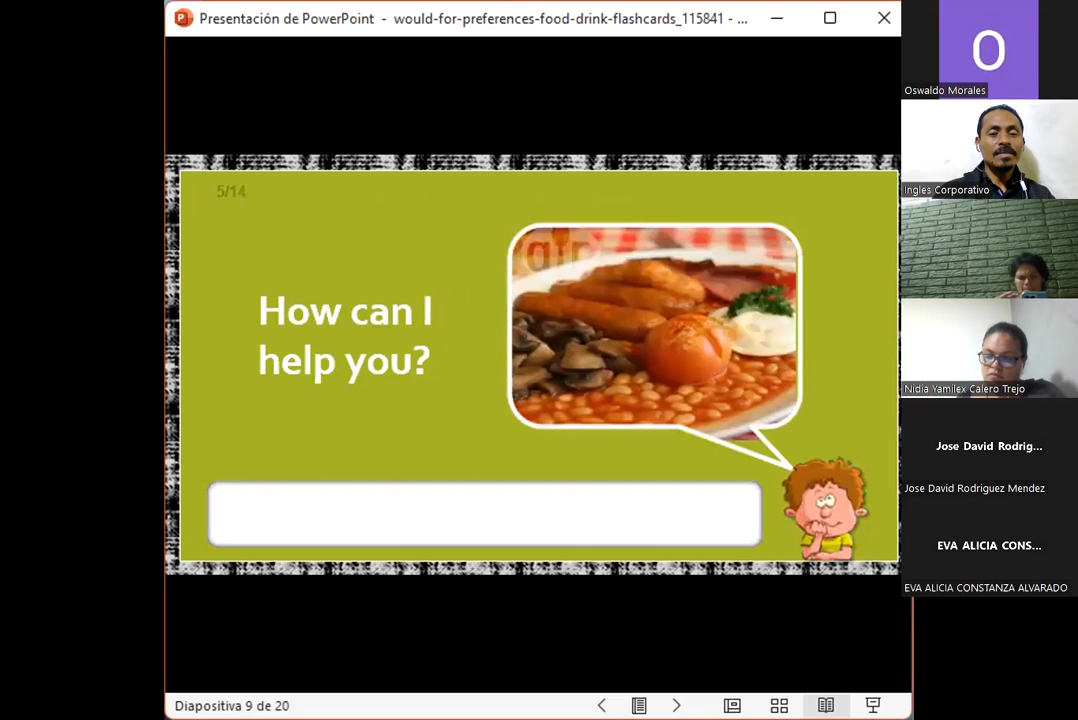 Presentación de PowerPoint - would-for-preferences-food-drink-flashcards_115841 - ...
5/14
How can I
help you?
Diapositiva 9 de 20
O
Oswaldo Morales
Ingles Corporativo
Nidia Yamilex Calero Trejo
Jose David Rodrig...
Jose David Rodriguez Mendez
EVA ALICIA CONS...
EVA ALICIA CONSTANZA ALVARADO